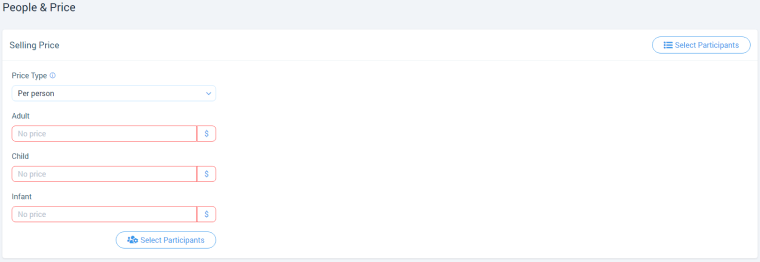 People & Price
Selling Price
Select Participants
Price Type
Per person
Adult
No price
$
Child
No price
$
Infant
No price
$
Select Participants